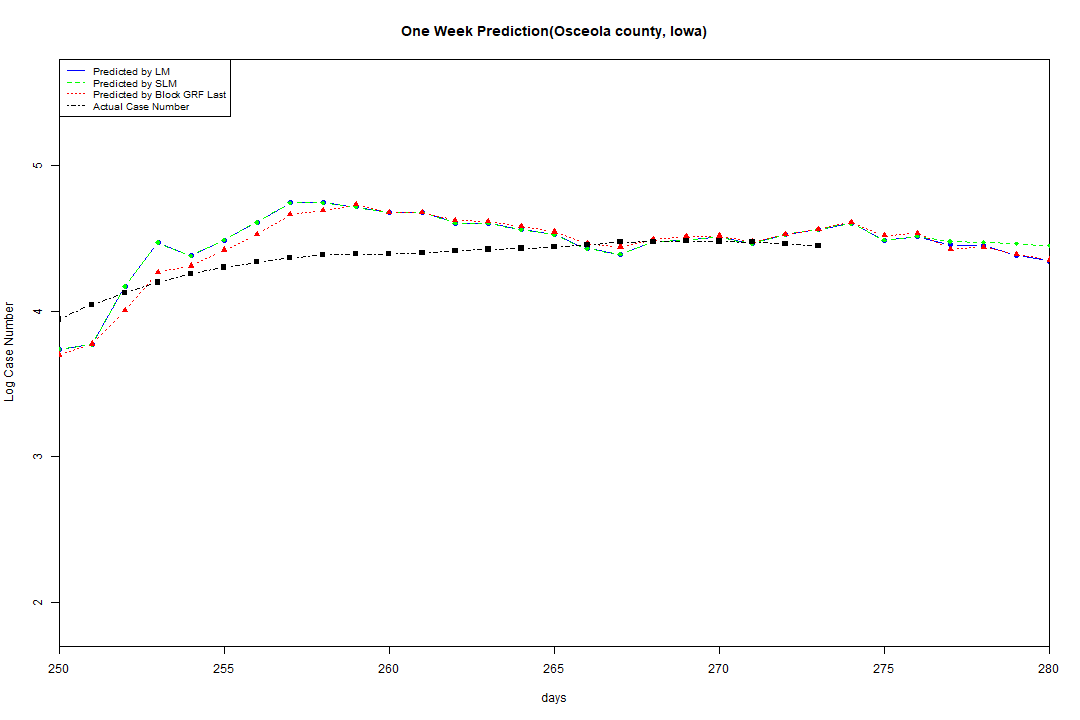 One Week Prediction(Osceola county, Iowa)
Predicted by LM
Predicted by SLM
Predicted by Block GRF Last
Actual Case Number
5
4
3
2
Log Case Number
250
255
260
265
270
275
280
days